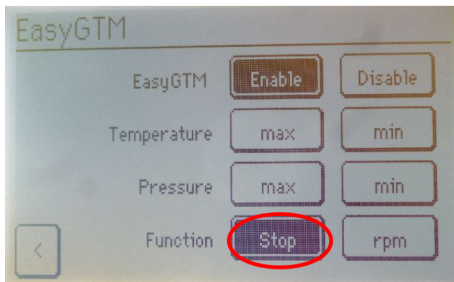 EasyGTM
EasyGTM Enable Disable
Temperature max min
Pressure max min
< Function Stop rpm